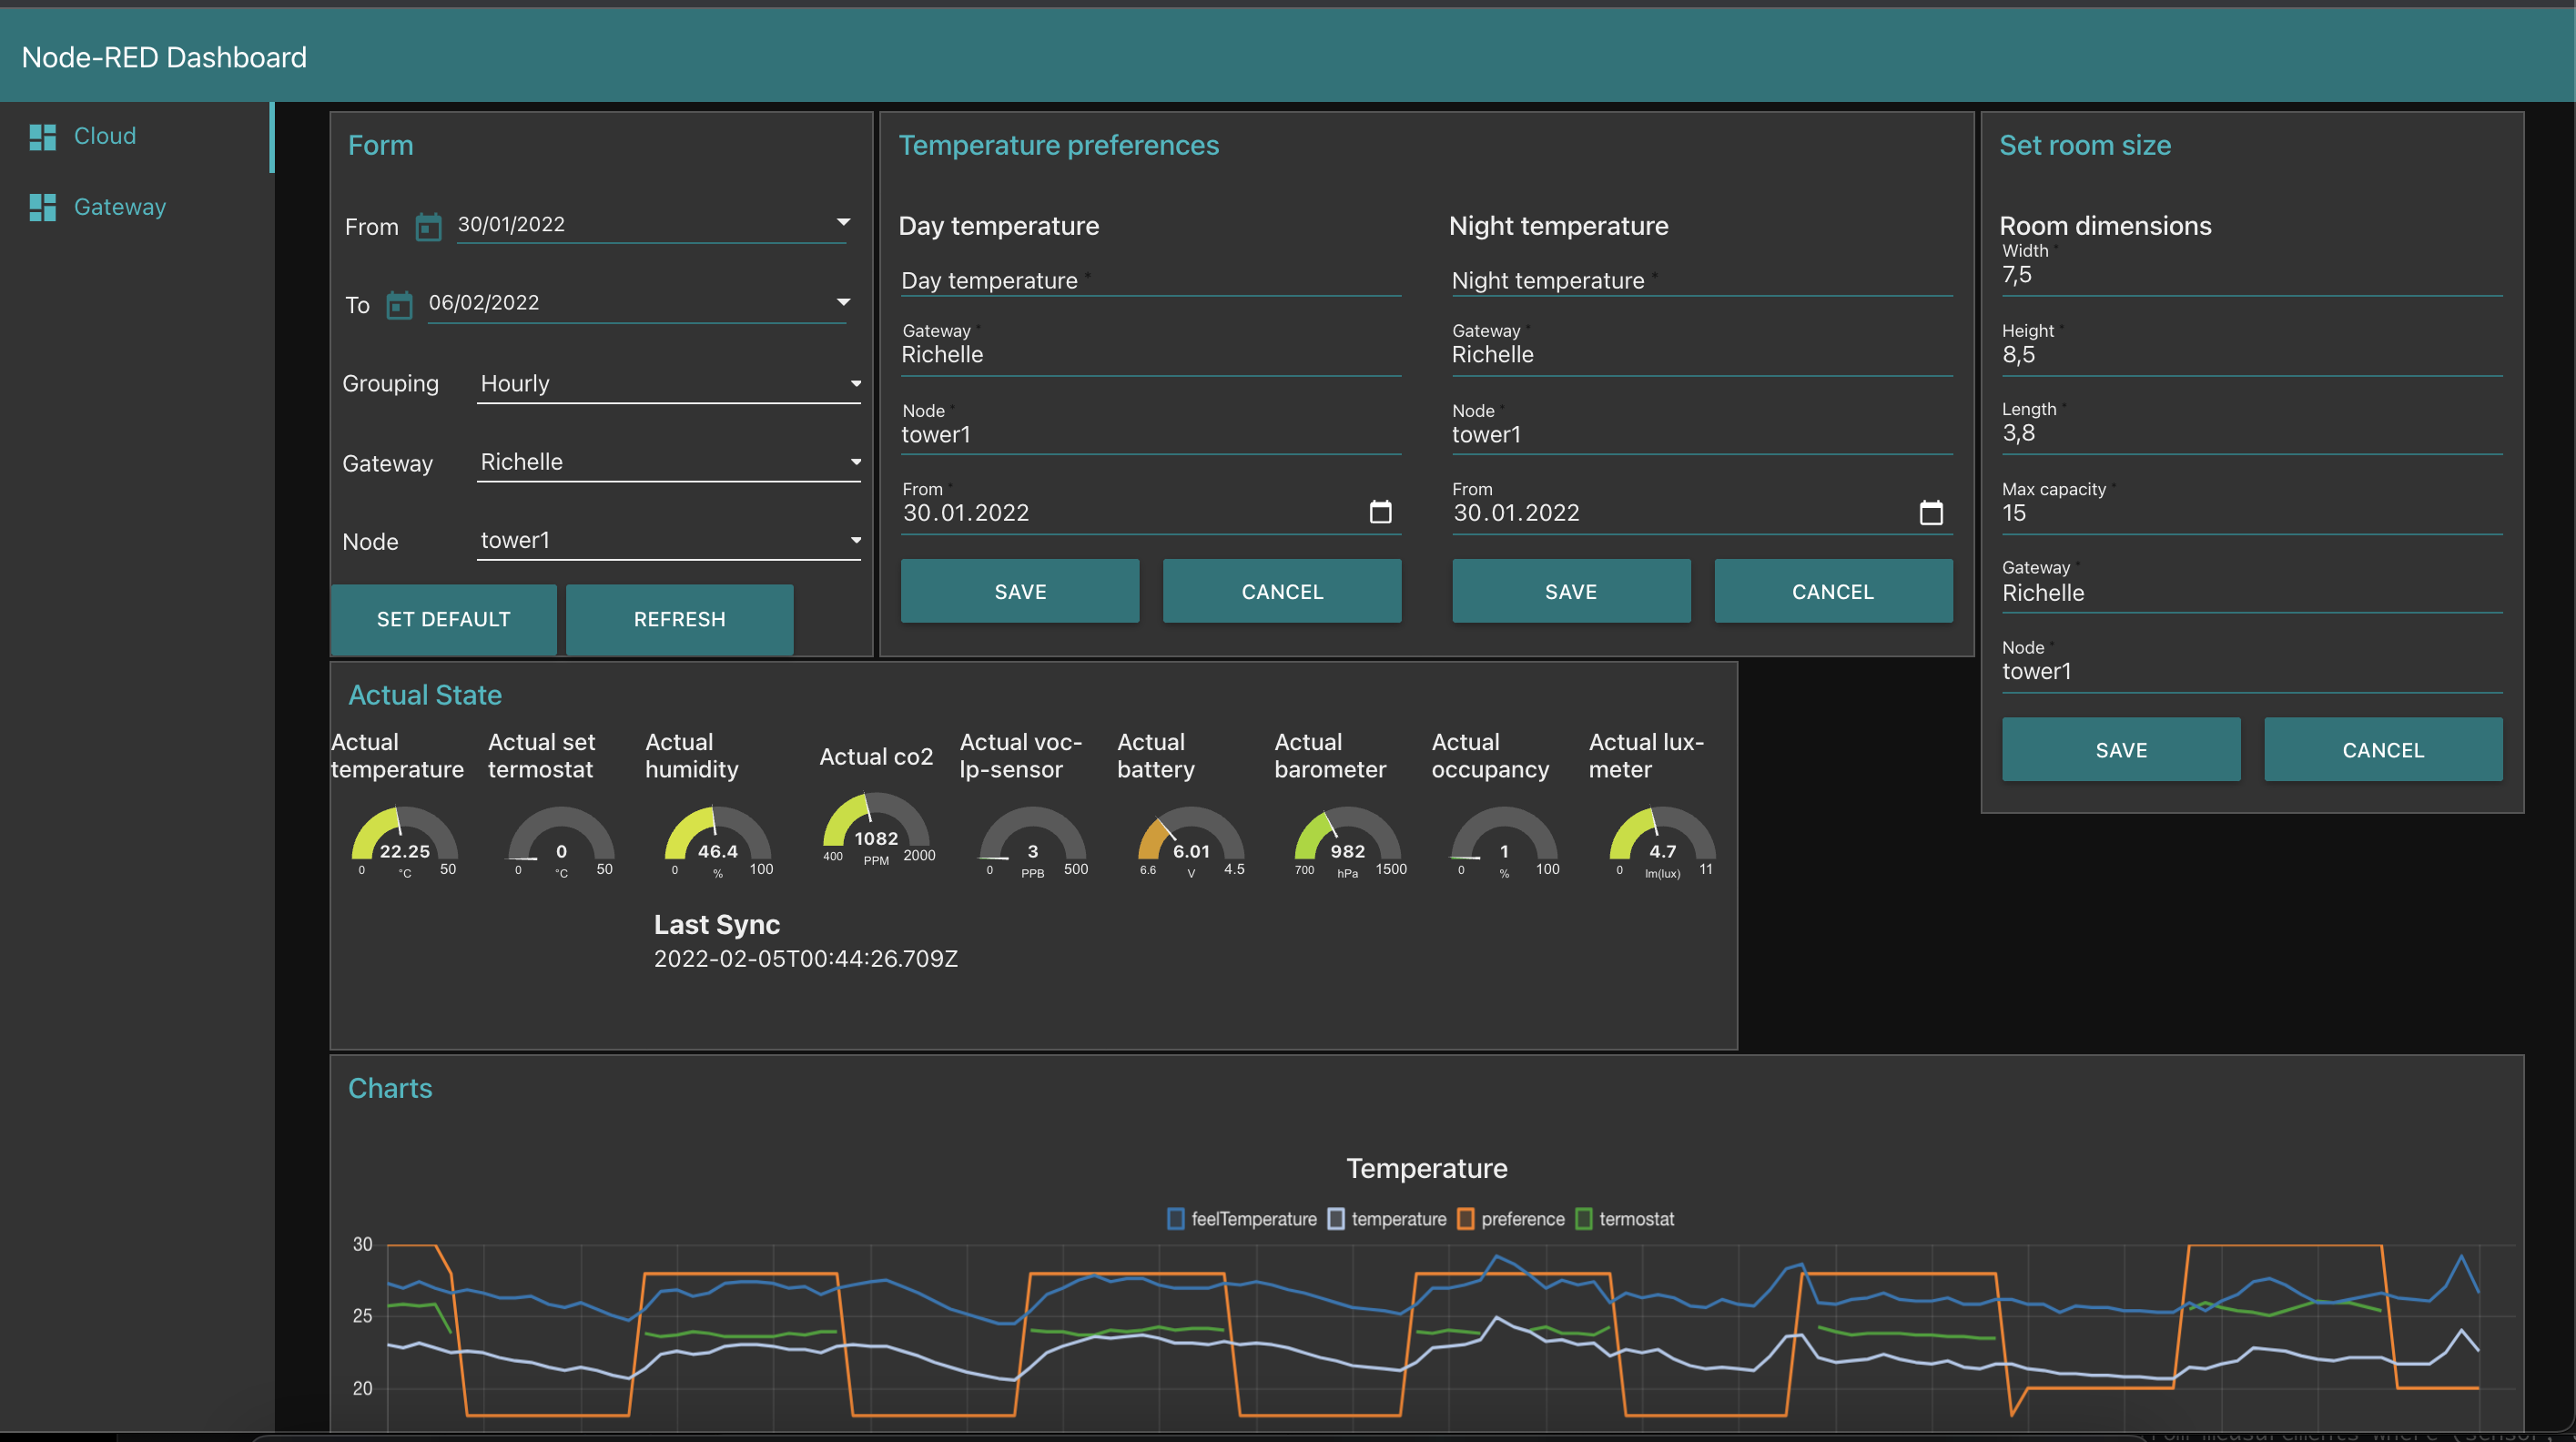 Node-RED Dashboard
Cloud
Gateway
Form
From 30/01/2022
To 06/02/2022
Grouping Hourly
Gateway Richelle
Node tower1
SET DEFAULT REFRESH
Temperature preferences
Day temperature
Day temperature *
Gateway *
Richelle
Node *
tower1
From *
30.01.2022
SAVE CANCEL
Night temperature
Night temperature *
Gateway *
Richelle
Node *
tower1
From
30.01.2022
SAVE CANCEL
Set room size
Room dimensions
Width *
7,5
Height *
8,5
Length *
3,8
Max capacity *
15
Gateway *
Richelle
Node *
tower1
SAVE CANCEL
Actual State
Actual temperature
22.25
0 °C 50
Actual set termostat
0
0 °C 50
Actual humidity
46.4
0 % 100
Actual co2
1082
400 PPM 2000
Actual voc-lp-sensor
3
0 PPB 500
Actual battery
6.01
6.6 V 4.5
Actual barometer
982
700 hPa 1500
Actual occupancy
1
0 % 100
Actual lux-meter
4.7
0 lm(lux) 11
Last Sync
2022-02-05T00:44:26.709Z
Charts
Temperature
feelTemperature temperature preference termostat
30
25
20